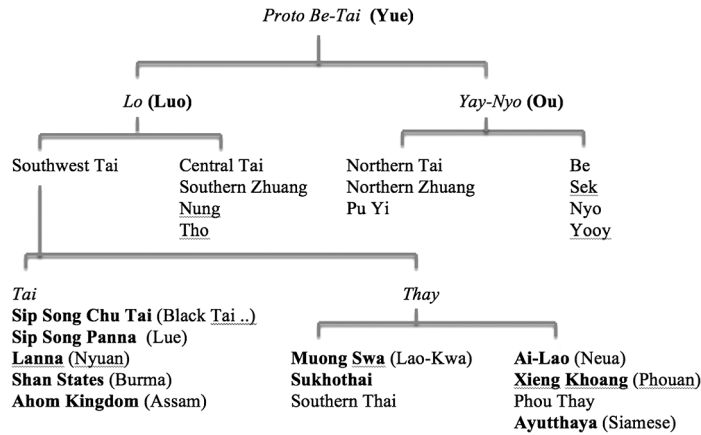 Proto Be-Tai (Yue)
Lo (Luo)
Yay-Nyo (Ou)
Southwest Tai
Central Tai
Southern Zhuang
Nung
Tho
Northern Tai
Northern Zhuang
Pu Yi
Be
Sek
Nyo
Yooy
Tai
Sip Song Chu Tai (Black Tai ..)
Sip Song Panna (Lue)
Lanna (Nyuan)
Shan States (Burma)
Ahom Kingdom (Assam)
Thay
Muong Swa (Lao-Kwa)
Sukhothai
Southern Thai
Ai-Lao (Neua)
Xieng Khoang (Phouan)
Phou Thay
Ayutthaya (Siamese)